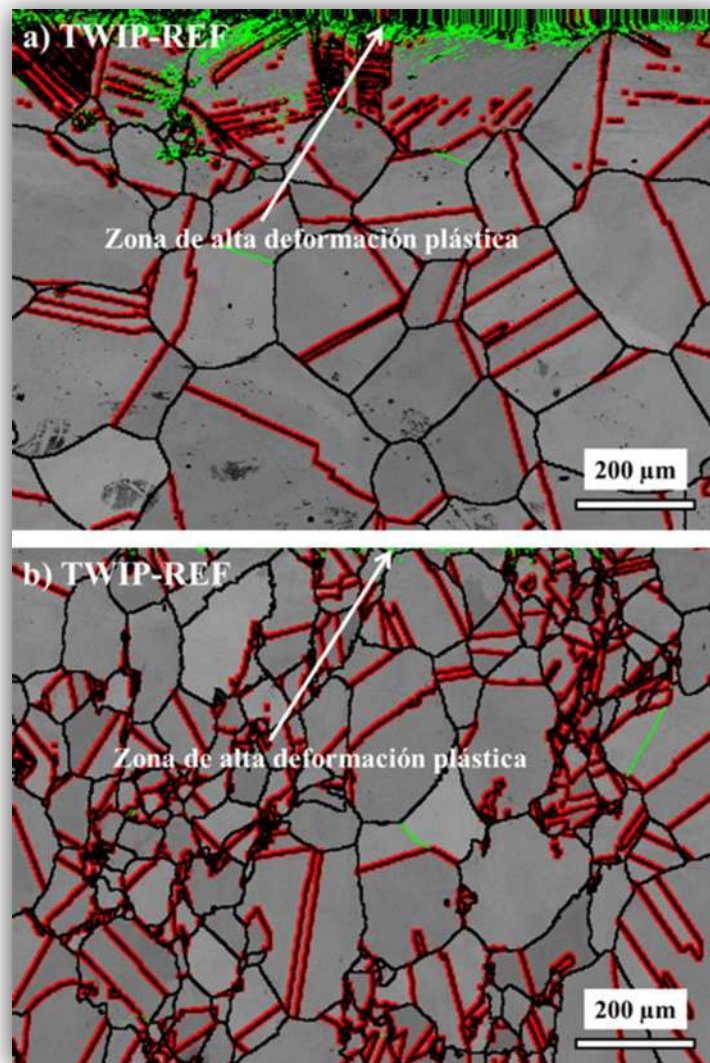 a) TWIP-REF
Zona de alta deformación plástica
200 µm
b) TWIP-REF
Zona de alta deformación plástica
200 µm